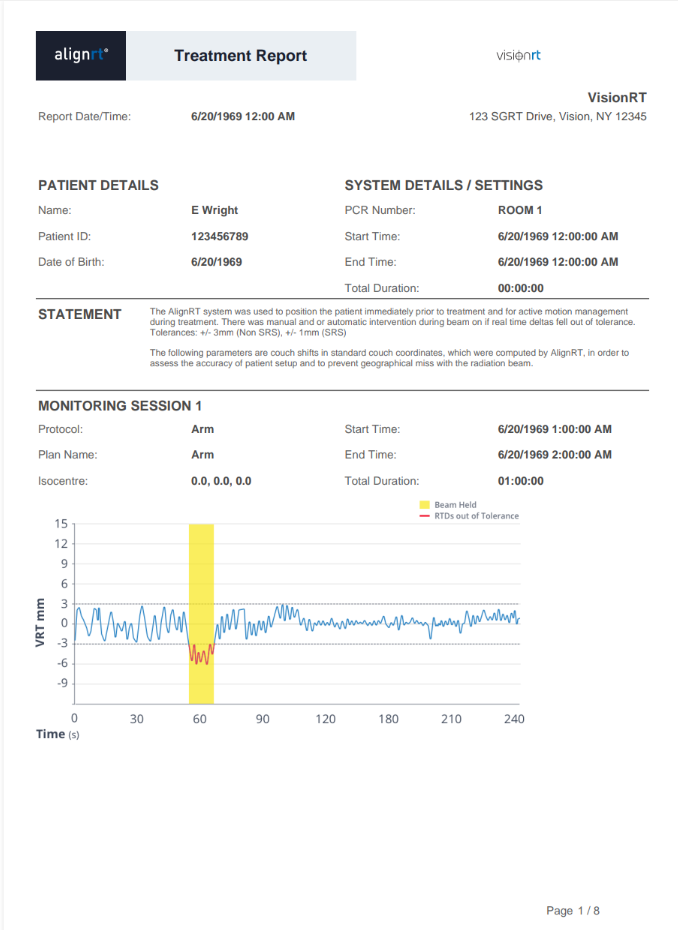 alignrt®
Treatment Report
visionrt
VisionRT
Report Date/Time: 6/20/1969 12:00 AM
123 SGRT Drive, Vision, NY 12345
PATIENT DETAILS
SYSTEM DETAILS / SETTINGS
Name: E Wright
PCR Number: ROOM 1
Patient ID: 123456789
Start Time: 6/20/1969 12:00:00 AM
Date of Birth: 6/20/1969
End Time: 6/20/1969 12:00:00 AM
Total Duration: 00:00:00
STATEMENT
The AlignRT system was used to position the patient immediately prior to treatment and for active motion management
during treatment. There was manual and or automatic intervention during beam on if real time deltas fell out of tolerance.
Tolerances: +/- 3mm (Non SRS), +/- 1mm (SRS)
The following parameters are couch shifts in standard couch coordinates, which were computed by AlignRT, in order to
assess the accuracy of patient setup and to prevent geographical miss with the radiation beam.
MONITORING SESSION 1
Protocol: Arm
Start Time: 6/20/1969 1:00:00 AM
Plan Name: Arm
End Time: 6/20/1969 2:00:00 AM
Isocentre: 0.0, 0.0, 0.0
Total Duration: 01:00:00
Beam Held
RTDs out of Tolerance
VRT mm
15
12
9
6
3
0
-3
-6
-9
0 30 60 90 120 180 210 240
Time (s)
Page 1 / 8